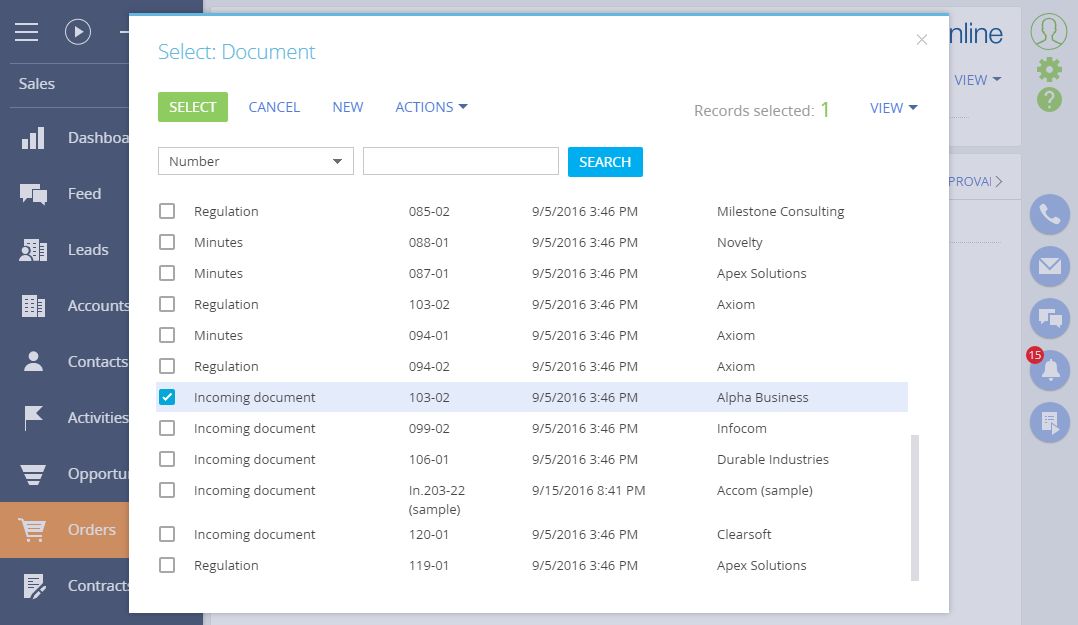 Sales
Dashboa
Feed
Leads
Accounts
Contacts
Activities
Opportu
Orders
Contracts
Select: Document
SELECT CANCEL NEW ACTIONS Records selected: 1 VIEW
Number SEARCH
Regulation 085-02 9/5/2016 3:46 PM Milestone Consulting
Minutes 088-01 9/5/2016 3:46 PM Novelty
Minutes 087-01 9/5/2016 3:46 PM Apex Solutions
Regulation 103-02 9/5/2016 3:46 PM Axiom
Minutes 094-01 9/5/2016 3:46 PM Axiom
Regulation 094-02 9/5/2016 3:46 PM Axiom
Incoming document 103-02 9/5/2016 3:46 PM Alpha Business
Incoming document 099-02 9/5/2016 3:46 PM Infocom
Incoming document 106-01 9/5/2016 3:46 PM Durable Industries
Incoming document In.203-22 9/15/2016 8:41 PM Accom (sample)
(sample)
Incoming document 120-01 9/5/2016 3:46 PM Clearsoft
Regulation 119-01 9/5/2016 3:46 PM Apex Solutions
nline
VIEW
?
PROVAL
15